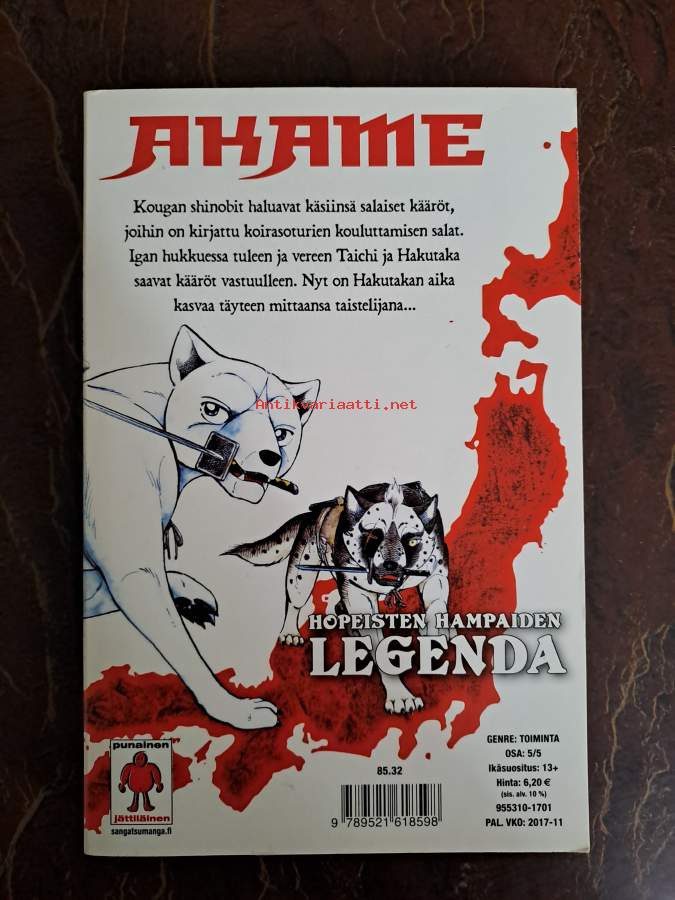 AKAME
Kougan shinobit haluavat käsiinsä salaiset kääröt,
joihin on kirjattu koirasoturien kouluttamisen salat.
Igan hukkuessa tuleen ja vereen Taichi ja Hakutaka
saavat kääröt vastuulleen. Nyt on Hakutakan aika
kasvaa täyteen mittaansa taistelijana...
Antikvariaatti.net
HOPEISTEN HAMPAIDEN
LEGENDA
punainen
jättiläinen
sangatsumanga.fi
85.32
9 789521 618598
GENRE: TOIMINTA
OSA: 5/5
Ikäsuositus: 13+
Hinta: 6,20 €
(sis. alv. 10 %)
955310-1701
PAL. VKO: 2017-11